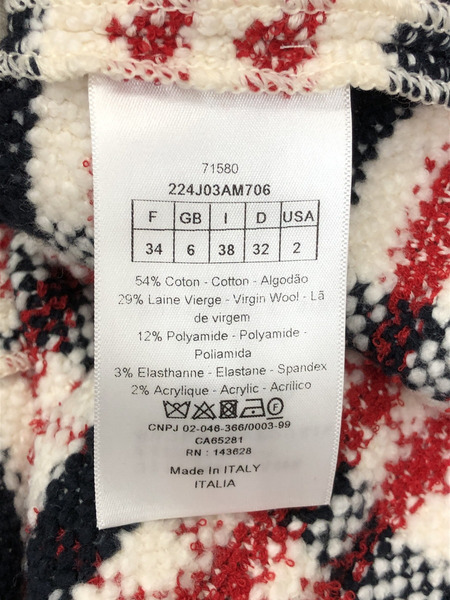 71580
224J03AM706
F GB I D USA
34 6 38 32 2
54% Coton - Cotton - Algodão
29% Laine Vierge - Virgin Wool - Lã
de virgem
12% Polyamide - Polyamide -
Poliamida
3% Elasthanne - Elastane - Spandex
2% Acrylique - Acrylic - Acrilico
CNPJ 02-046-366/0003-99
CA65281
RN : 143628
Made In ITALY
ITALIA